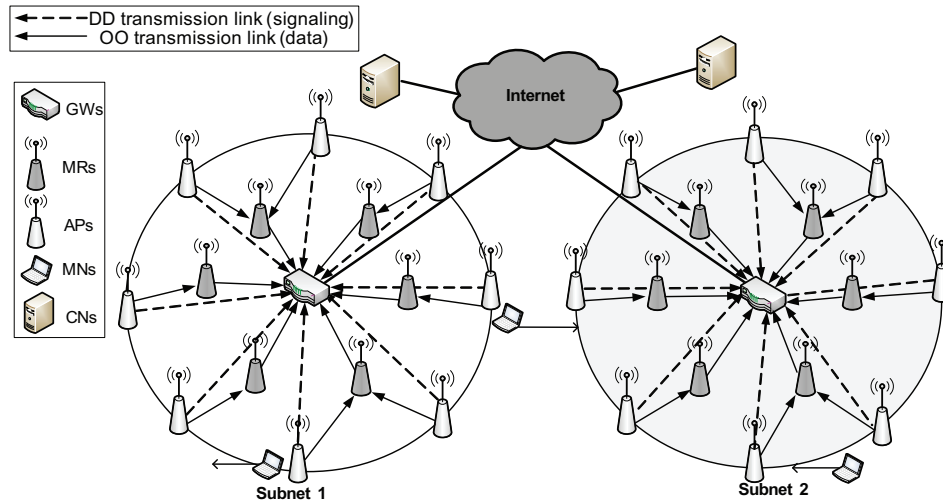 DD transmission link (signaling)
OO transmission link (data)
GWs
MRs
APs
MNs
CNs
Internet
Subnet 1
Subnet 2